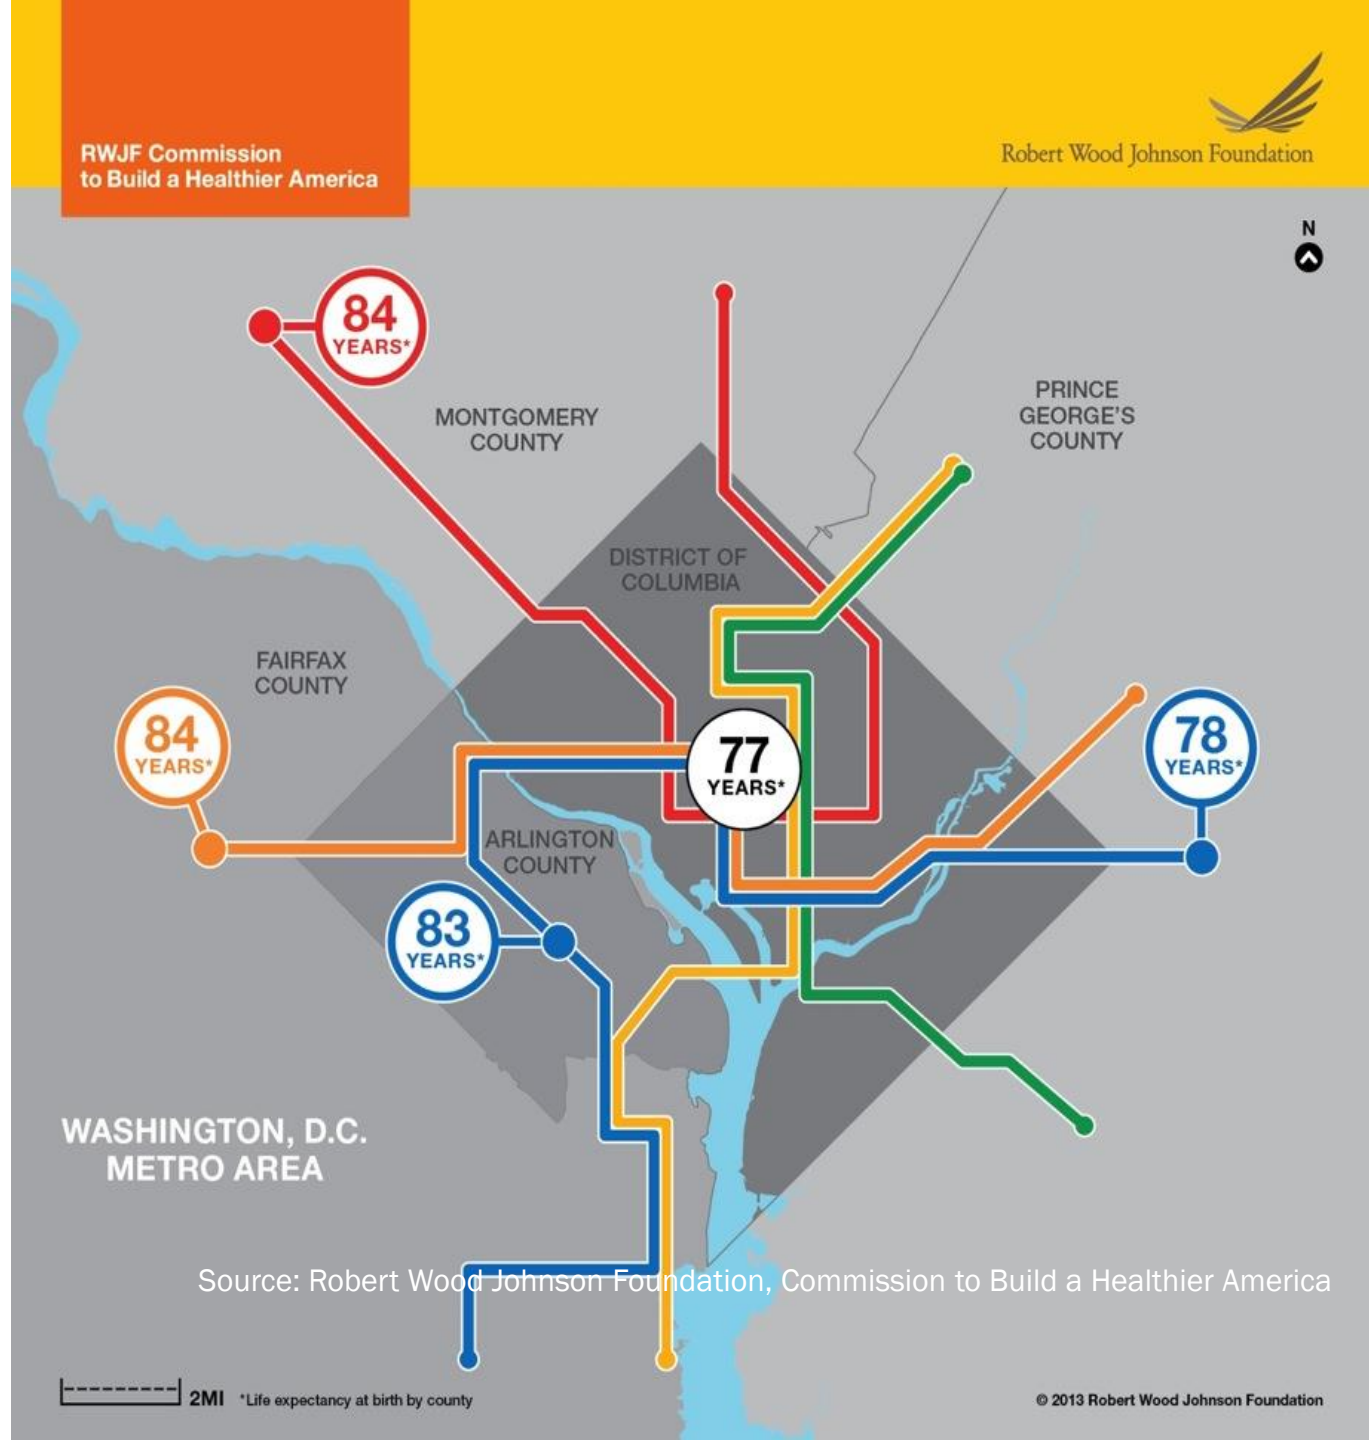 RWJF Commission
to Build a Healthier America
Robert Wood Johnson Foundation
N
84
YEARS*
MONTGOMERY
COUNTY
PRINCE
GEORGE'S
COUNTY
DISTRICT OF
COLUMBIA
FAIRFAX
COUNTY
84
YEARS*
77
YEARS*
78
YEARS*
ARLINGTON
COUNTY
83
YEARS*
WASHINGTON, D.C.
METRO AREA
Source: Robert Wood Johnson Foundation, Commission to Build a Healthier America
2MI *Life expectancy at birth by county
© 2013 Robert Wood Johnson Foundation